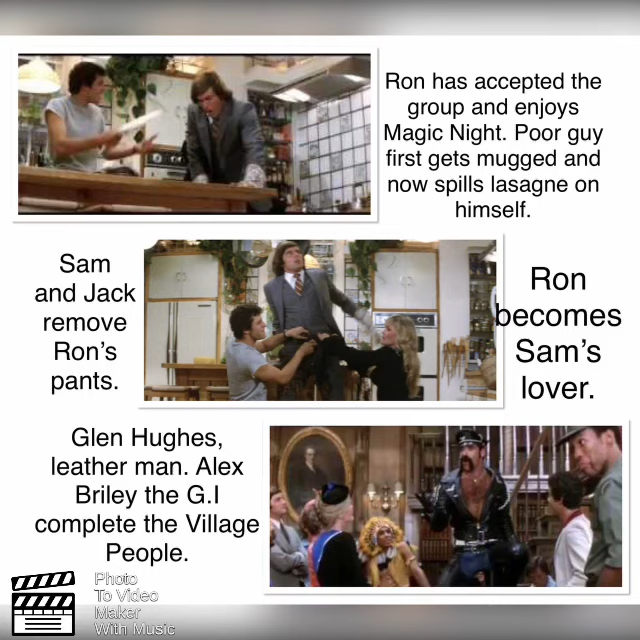 Ron has accepted the
group and enjoys
Magic Night. Poor guy
first gets mugged and
now spills lasagne on
himself.
Sam
and Jack
remove
Ron's
pants.
Ron
becomes
Sam's
lover.
Glen Hughes,
leather man. Alex
Briley the G.I
complete the Village
People.
Photo
To Video
Maker
With Music